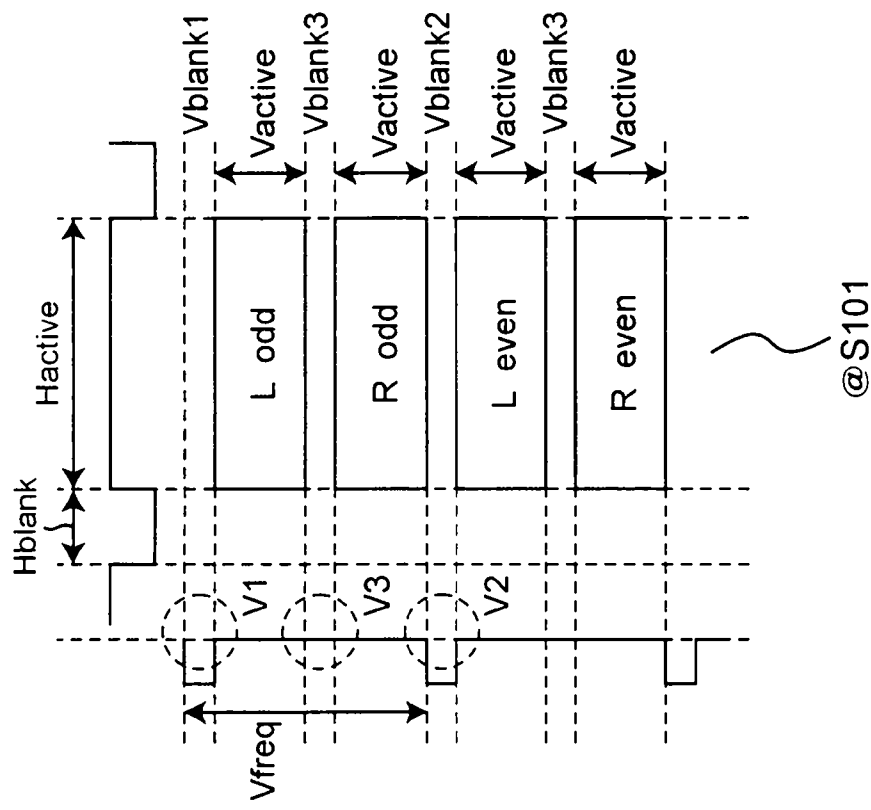 Hblank
Hactive
Vblank1
Vactive
Vblank3
Vactive
Vblank2
Vactive
Vblank3
Vactive
L odd
R odd
L even
R even
V1
V3
V2
Vfreq
@S101